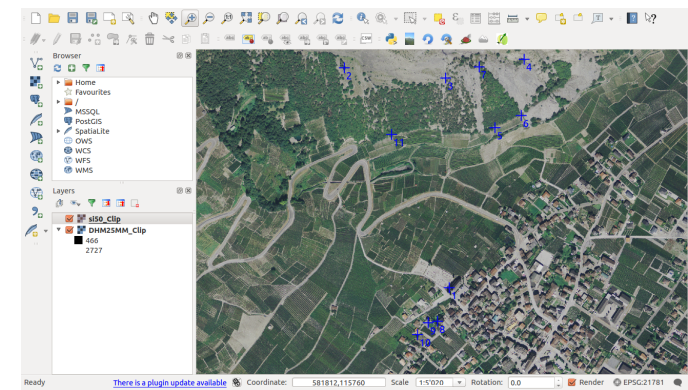 csw
Browser
Home
Favourites
/
MSSQL
PostGIS
SpatiaLite
OWS
WCS
WFS
WMS
Layers
si50_Clip
DHM25MM_Clip
466
2727
2
3
7
4
11
5
6
1
9 8
10
Ready There is a plugin update available Coordinate: 581812,115760 Scale 1:5'020 Rotation: 0.0 Render EPSG:21781